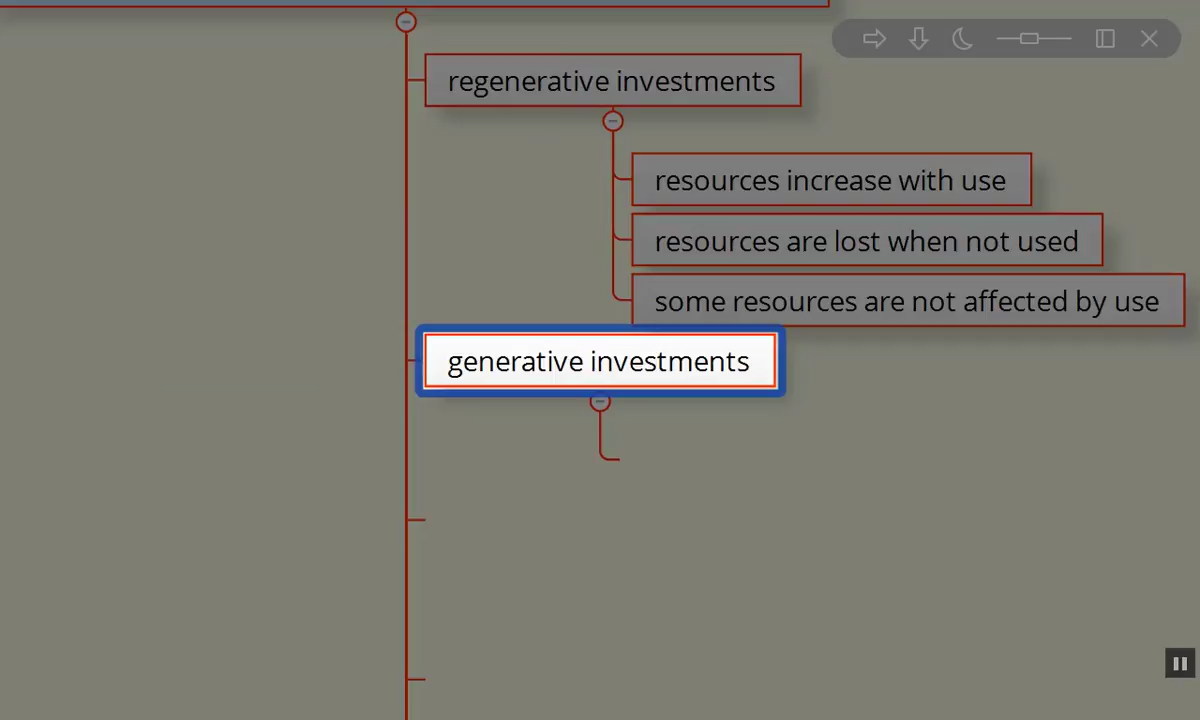 regenerative investments
resources increase with use
resources are lost when not used
some resources are not affected by use
generative investments